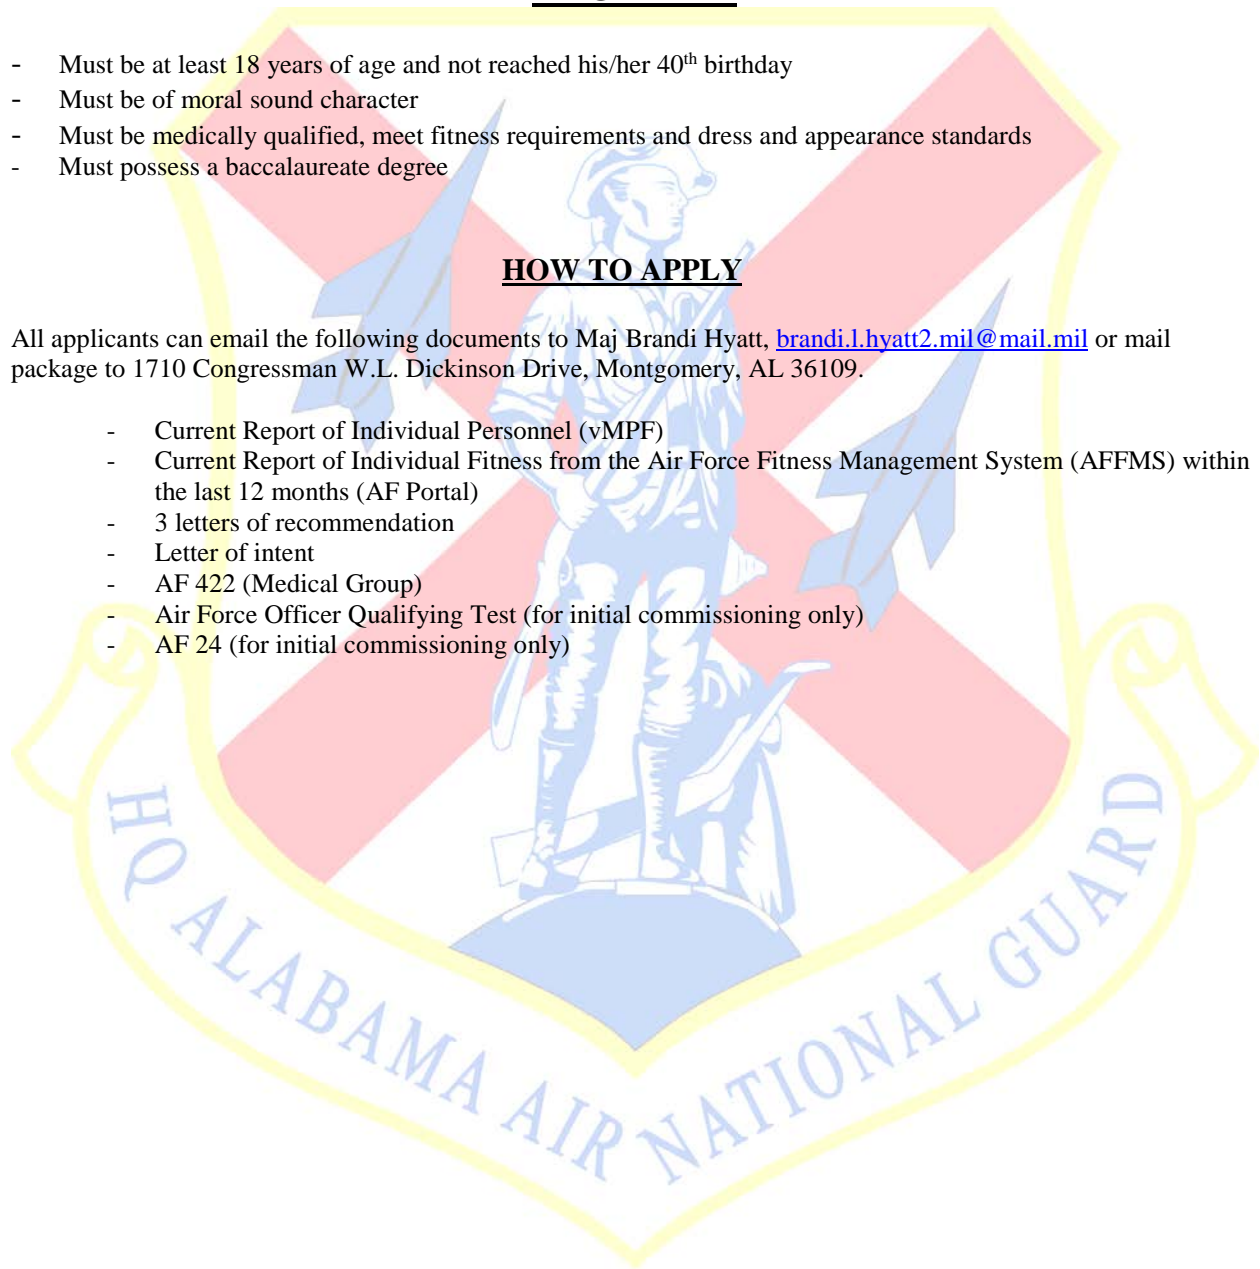 - Must be at least 18 years of age and not reached his/her 40th birthday
- Must be of moral sound character
- Must be medically qualified, meet fitness requirements and dress and appearance standards
- Must possess a baccalaureate degree
HOW TO APPLY
All applicants can email the following documents to Maj Brandi Hyatt, brandi.l.hyatt2.mil@mail.mil or mail
package to 1710 Congressman W.L. Dickinson Drive, Montgomery, AL 36109.
- Current Report of Individual Personnel (vMPF)
- Current Report of Individual Fitness from the Air Force Fitness Management System (AFFMS) within
the last 12 months (AF Portal)
- 3 letters of recommendation
- Letter of intent
- AF 422 (Medical Group)
- Air Force Officer Qualifying Test (for initial commissioning only)
- AF 24 (for initial commissioning only)
HQ ALABAMA AIR NATIONAL GUARD